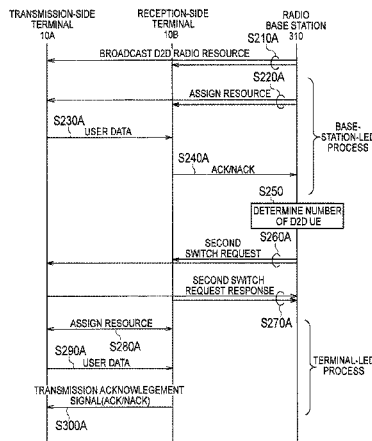 TRANSMISSION-SIDE TERMINAL
10A
RECEPTION-SIDE TERMINAL
10B
RADIO BASE STATION
310
S210A
BROADCAST D2D RADIO RESOURCE
S220A
ASSIGN RESOURCE
S230A
USER DATA
S240A
ACK/NACK
BASE-STATION-LED PROCESS
S250
DETERMINE NUMBER OF D2D UE
S260A
SECOND SWITCH REQUEST
SECOND SWITCH REQUEST RESPONSE
S270A
ASSIGN RESOURCE
S280A
S290A
USER DATA
TRANSMISSION ACKNOWLEGEMENT SIGNAL(ACK/NACK)
S300A
TERMINAL-LED PROCESS